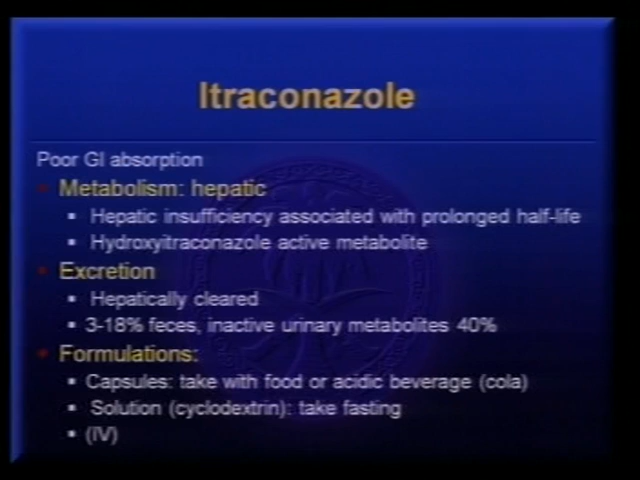 Itraconazole
Poor GI absorption
Metabolism: hepatic
Hepatic insufficiency associated with prolonged half-life
Hydroxyitraconazole active metabolite
Excretion
Hepatically cleared
3-18% feces, inactive urinary metabolites 40%
Formulations:
Capsules: take with food or acidic beverage (cola)
Solution (cyclodextrin): take fasting
(IV)